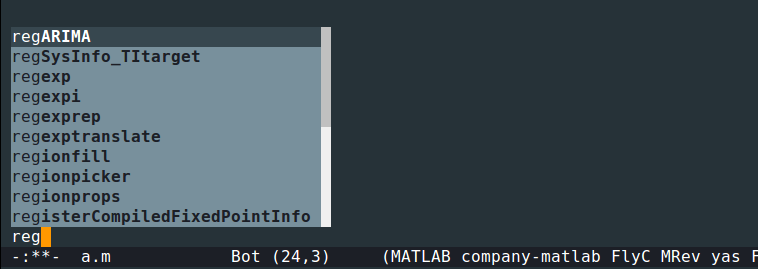 regARIMA
regSysInfo_TItarget
regexp
regexpi
regexprep
regexptranslate
regionfill
regionpicker
regionprops
registerCompiledFixedPointInfo
reg
-:**-  a.m            Bot (24,3)     (MATLAB company-matlab FlyC MRev yas F